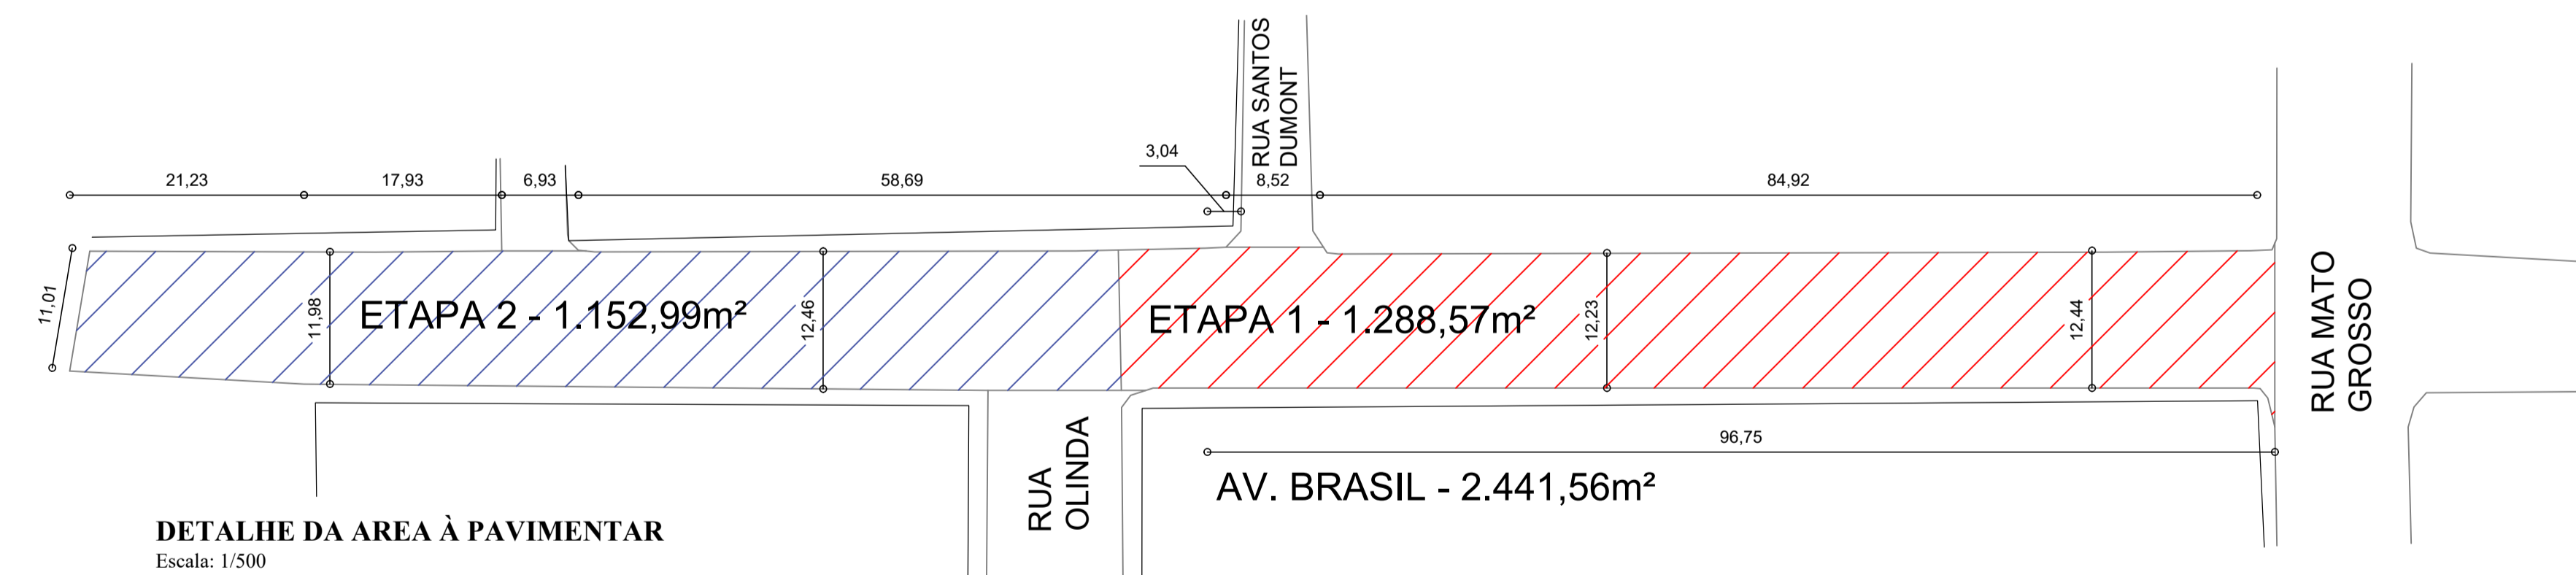 RUA SANTOS
DUMONT
3,04
21,23
17,93
6,93
58,69
8,52
84,92
11,01
11,98
ETAPA 2 - 1.152,99m²
12,46
ETAPA 1 - 1.288,57m²
12,23
12,44
RUA MATO
GROSSO
96,75
RUA
OLINDA
AV. BRASIL - 2.441,56m²
DETALHE DA AREA À PAVIMENTAR
Escala: 1/500